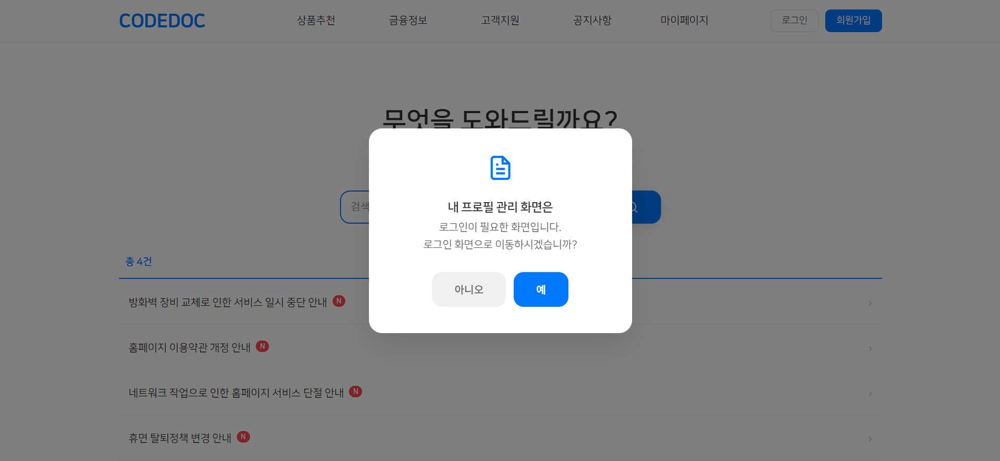 CODEDOC
상품추천
금융정보
고객지원
공지사항
마이페이지
로그인
회원가입
무엇을 도와드릴까요?
검색
내 프로필 관리 화면은
로그인이 필요한 화면입니다.
로그인 화면으로 이동하시겠습니까?
아니오
예
총 4건
방화벽 장비 교체로 인한 서비스 일시 중단 안내 N
홈페이지 이용약관 개정 안내 N
네트워크 작업으로 인한 홈페이지 서비스 단절 안내 N
휴면 탈퇴정책 변경 안내 N